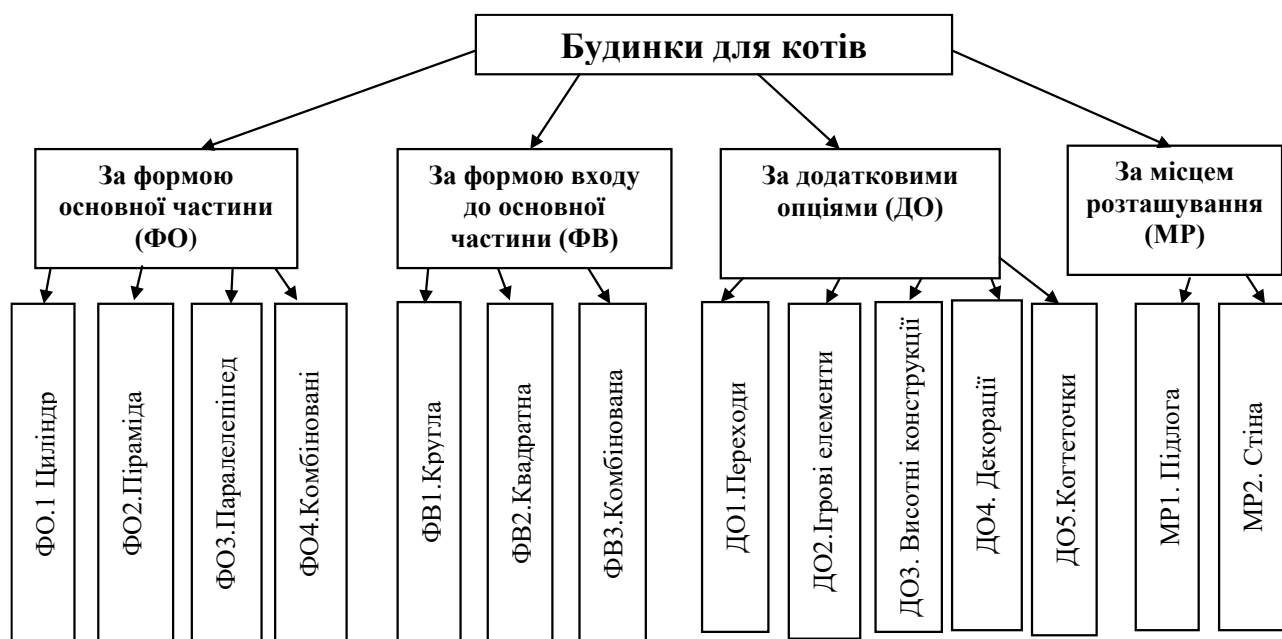 Будинки для котів
За формою
основної частини
(ФО)
За формою входу
до основної
частини (ФВ)
За додатковими
опціями (ДО)
За місцем
розташування
(МР)
ФО.1 Циліндр
ФО2.Піраміда
ФО3.Паралелепіпед
ФО4.Комбіновані
ФВ1.Кругла
ФВ2.Квадратна
ФВ3.Комбінована
ДО1.Переходи
ДО2.Ігрові елементи
ДО3. Висотні конструкції
ДО4. Декорації
ДО5.Когтеточки
МР1. Підлога
МР2. Стіна